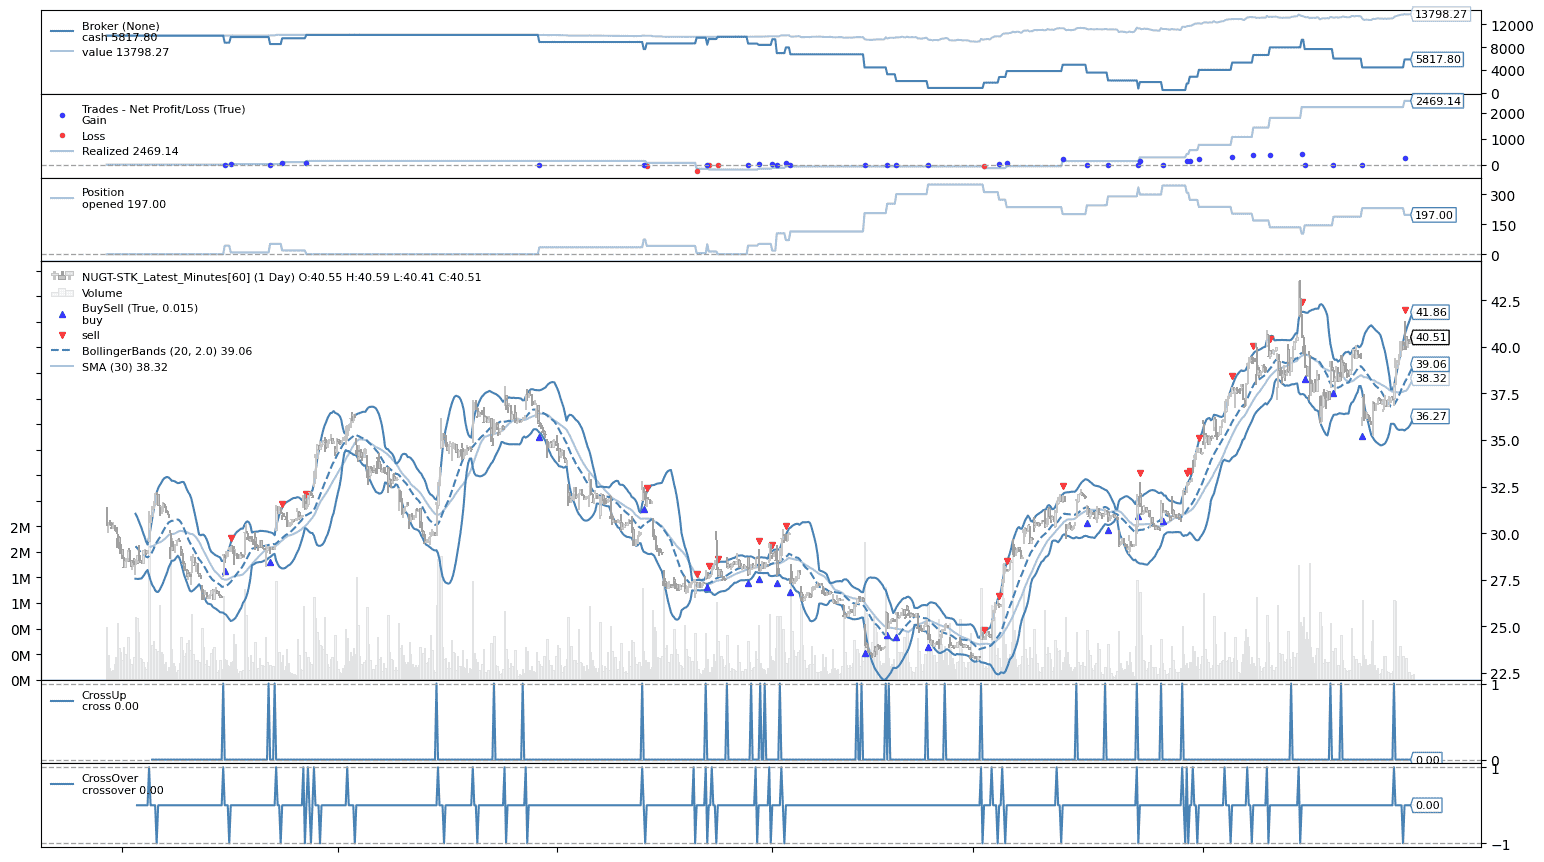 Broker (None)
cash 5817.80
value 13798.27
13798.27
12000
8000
5817.80
4000
0
Trades - Net Profit/Loss (True)
Gain
Loss
Realized 2469.14
2469.14
2000
1000
0
Position
opened 197.00
300
197.00
150
0
NUGT-STK_Latest_Minutes[60] (1 Day) O:40.55 H:40.59 L:40.41 C:40.51
Volume
BuySell (True, 0.015)
buy
sell
BollingerBands (20, 2.0) 39.06
SMA (30) 38.32
42.5
41.86
40.51
40.0
39.06
38.32
37.5
36.27
35.0
32.5
30.0
27.5
25.0
22.5
2M
2M
1M
1M
0M
0M
0M
CrossUp
cross 0.00
1
0.00
0
CrossOver
crossover 0.00
1
0.00
−1